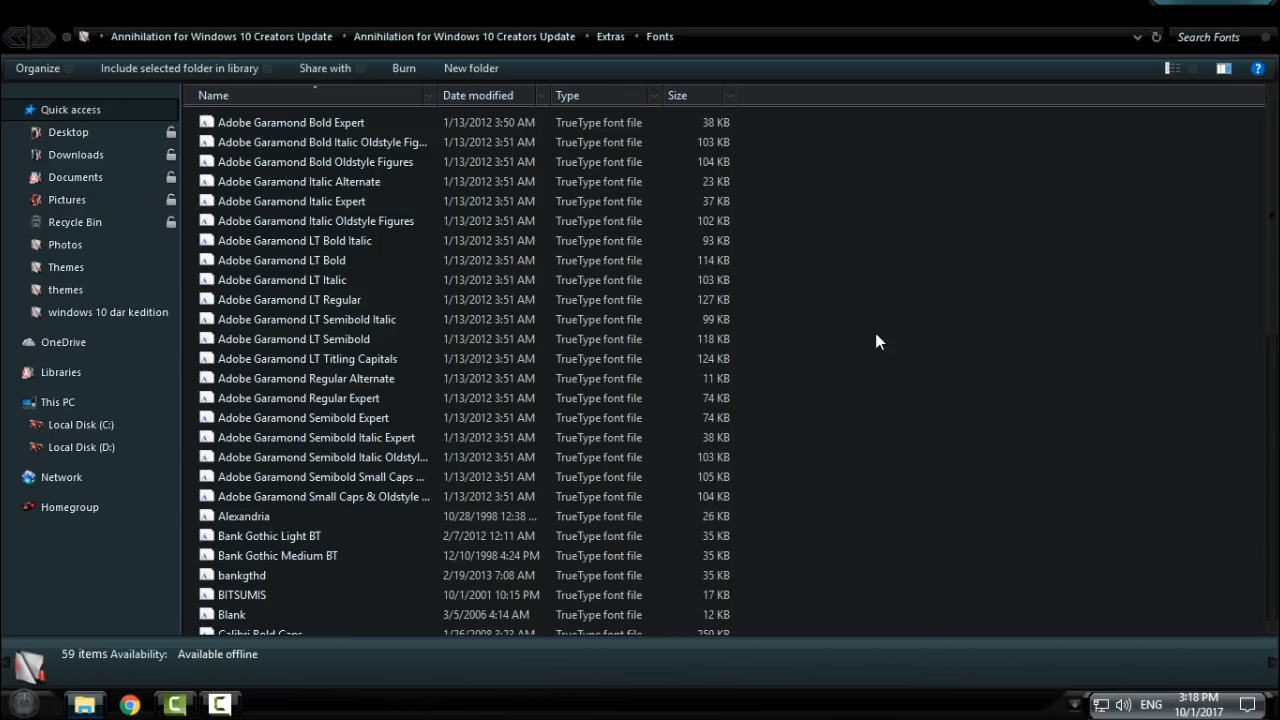 Annihilation for Windows 10 Creators Update Annihilation for Windows 10 Creators Update Extras Fonts Search Fonts
Organize Include selected folder in library Share with Burn New folder
Name Date modified Type Size
Quick access
Desktop
Downloads
Documents
Pictures
Recycle Bin
Photos
Themes
themes
windows 10 dar kedition
OneDrive
Libraries
This PC
Local Disk (C:)
Local Disk (D:)
Network
Homegroup
Adobe Garamond Bold Expert 1/13/2012 3:50 AM TrueType font file 38 KB
Adobe Garamond Bold Italic Oldstyle Fig... 1/13/2012 3:51 AM TrueType font file 103 KB
Adobe Garamond Bold Oldstyle Figures 1/13/2012 3:51 AM TrueType font file 104 KB
Adobe Garamond Italic Alternate 1/13/2012 3:51 AM TrueType font file 23 KB
Adobe Garamond Italic Expert 1/13/2012 3:51 AM TrueType font file 37 KB
Adobe Garamond Italic Oldstyle Figures 1/13/2012 3:51 AM TrueType font file 102 KB
Adobe Garamond LT Bold Italic 1/13/2012 3:51 AM TrueType font file 93 KB
Adobe Garamond LT Bold 1/13/2012 3:51 AM TrueType font file 114 KB
Adobe Garamond LT Italic 1/13/2012 3:51 AM TrueType font file 103 KB
Adobe Garamond LT Regular 1/13/2012 3:51 AM TrueType font file 127 KB
Adobe Garamond LT Semibold Italic 1/13/2012 3:51 AM TrueType font file 99 KB
Adobe Garamond LT Semibold 1/13/2012 3:51 AM TrueType font file 118 KB
Adobe Garamond LT Titling Capitals 1/13/2012 3:51 AM TrueType font file 124 KB
Adobe Garamond Regular Alternate 1/13/2012 3:51 AM TrueType font file 11 KB
Adobe Garamond Regular Expert 1/13/2012 3:51 AM TrueType font file 74 KB
Adobe Garamond Semibold Expert 1/13/2012 3:51 AM TrueType font file 74 KB
Adobe Garamond Semibold Italic Expert 1/13/2012 3:51 AM TrueType font file 38 KB
Adobe Garamond Semibold Italic Oldstyl... 1/13/2012 3:51 AM TrueType font file 103 KB
Adobe Garamond Semibold Small Caps ... 1/13/2012 3:51 AM TrueType font file 105 KB
Adobe Garamond Small Caps & Oldstyle ... 1/13/2012 3:51 AM TrueType font file 104 KB
Alexandria 10/28/1998 12:38 ... TrueType font file 26 KB
Bank Gothic Light BT 2/7/2012 12:11 AM TrueType font file 35 KB
Bank Gothic Medium BT 12/10/1998 4:24 PM TrueType font file 35 KB
bankgthd 2/19/2013 7:08 AM TrueType font file 35 KB
BITSUMIS 10/1/2001 10:15 PM TrueType font file 17 KB
Blank 3/5/2006 4:14 AM TrueType font file 12 KB
Calibri Bold Caps 1/26/2008 3:23 AM TrueType font file 259 KB
59 items Availability: Available offline
ENG 3:18 PM
10/1/2017